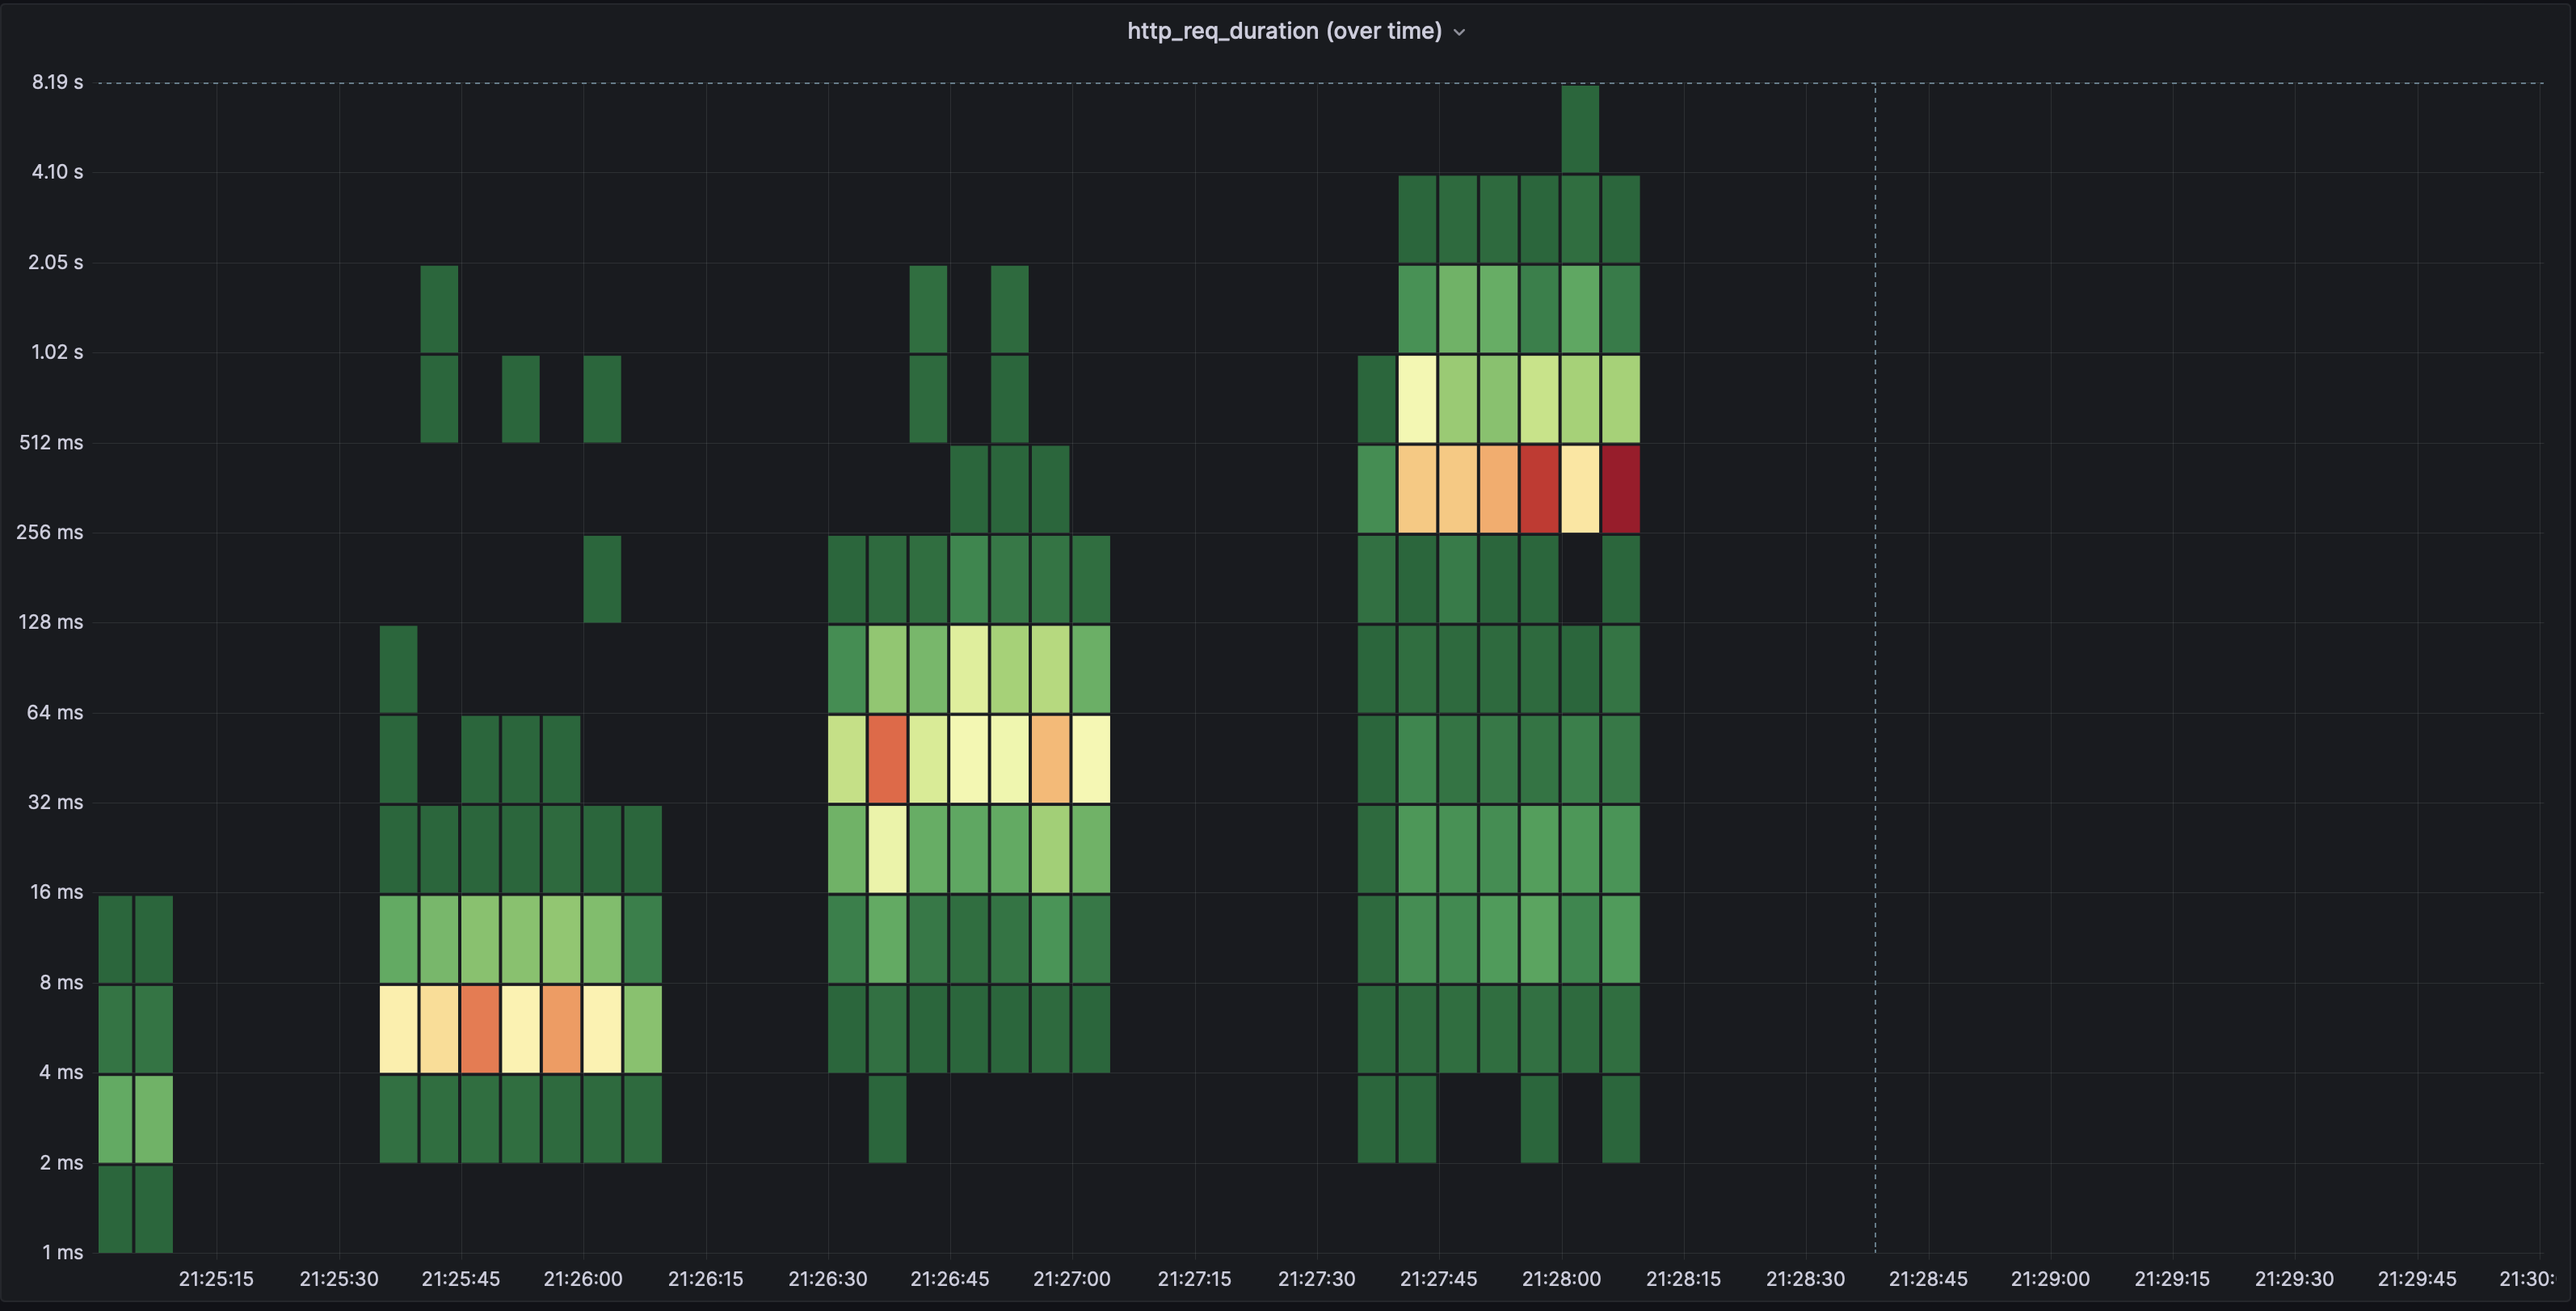 http_req_duration (over time)
8.19 s
4.10 s
2.05 s
1.02 s
512 ms
256 ms
128 ms
64 ms
32 ms
16 ms
8 ms
4 ms
2 ms
1 ms
21:25:15 21:25:30 21:25:45 21:26:00 21:26:15 21:26:30 21:26:45 21:27:00 21:27:15 21:27:30 21:27:45 21:28:00 21:28:15 21:28:30 21:28:45 21:29:00 21:29:15 21:29:30 21:29:45 21:30: